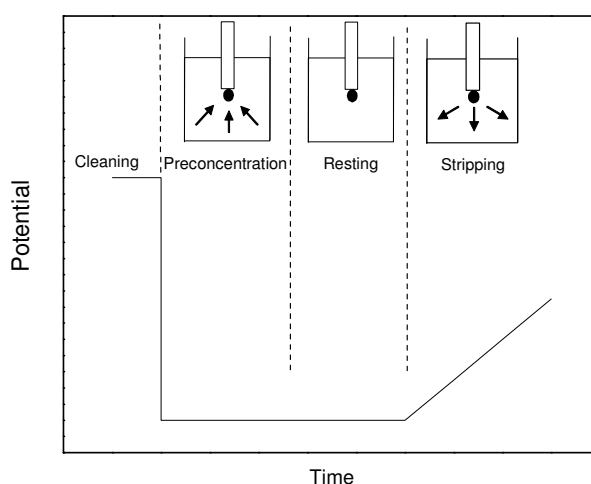 Cleaning
Preconcentration
Resting
Stripping
Potential
Time